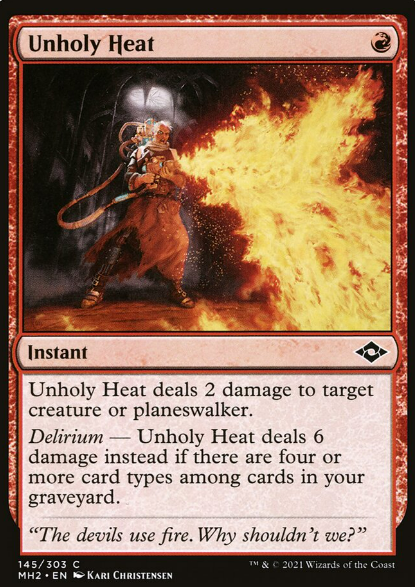 Unholy Heat
Instant
Unholy Heat deals 2 damage to target
creature or planeswalker.
Delirium — Unholy Heat deals 6
damage instead if there are four or
more card types among cards in your
graveyard.
“The devils use fire. Why shouldn’t we?”
145/303 C
MH2 • EN Kari Christensen
™ & © 2021 Wizards of the Coast